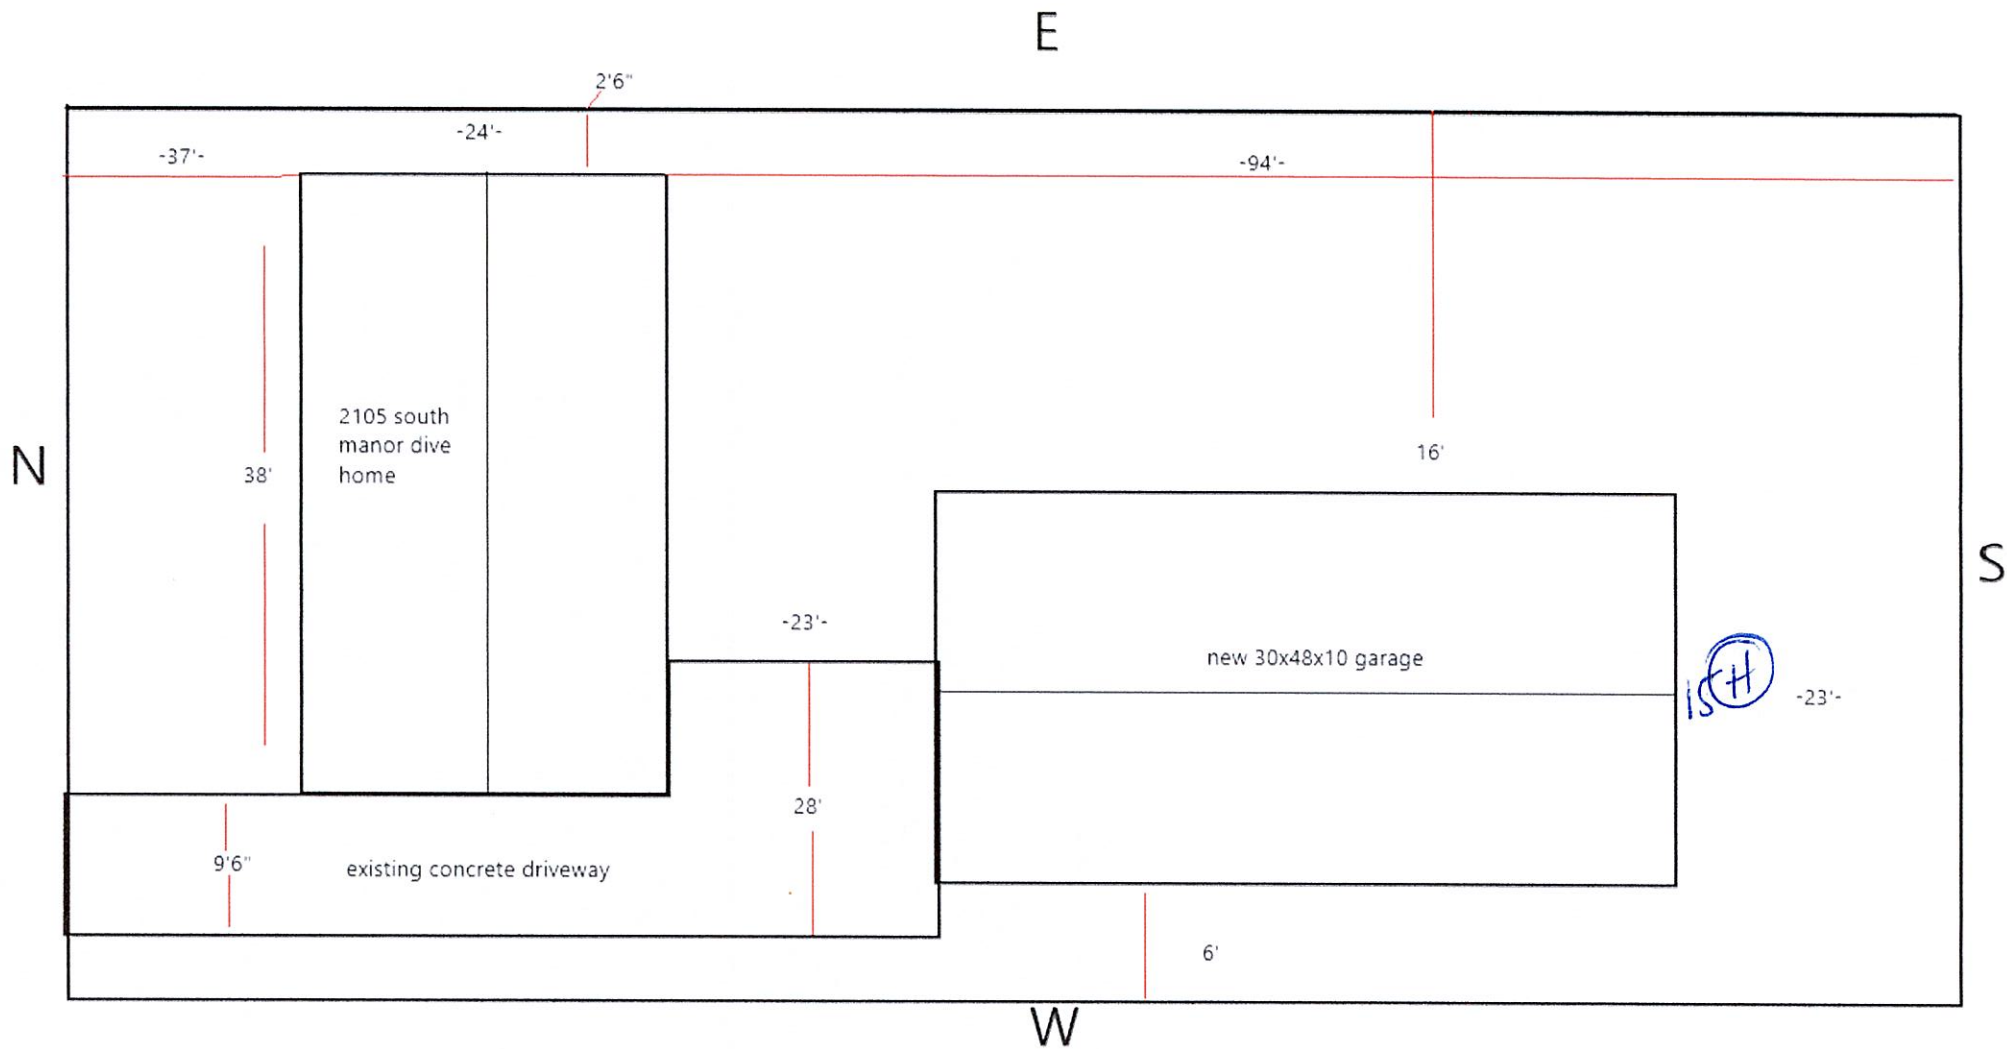 E
2'6"
-24'-
-37'-
-94'-
2105 south
manor dive
home
N
16'
38'
S
-23'-
new 30x48x10 garage
15 H
-23'-
28'
9'6"
existing concrete driveway
6'
W